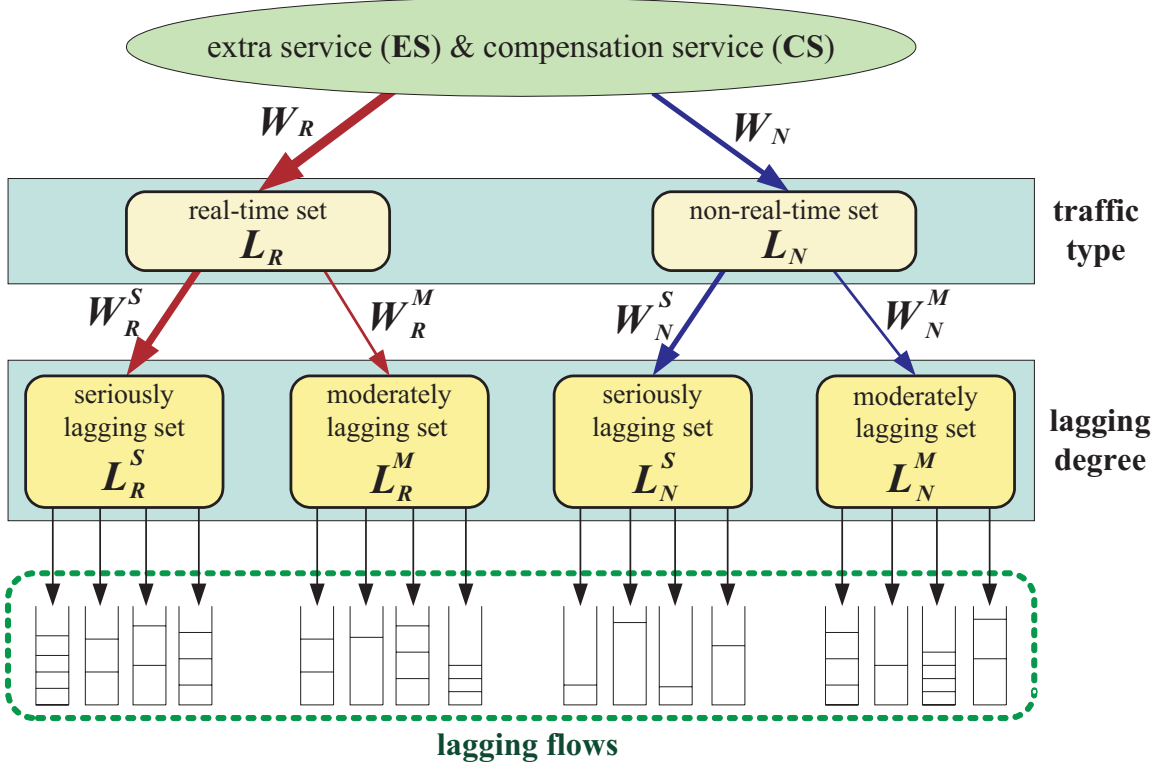 extra service (ES) & compensation service (CS)
W_R
W_N
real-time set
L_R
non-real-time set
L_N
traffic
type
W_R^S
W_R^M
W_N^S
W_N^M
seriously
lagging set
L_R^S
moderately
lagging set
L_R^M
seriously
lagging set
L_N^S
moderately
lagging set
L_N^M
lagging
degree
lagging flows